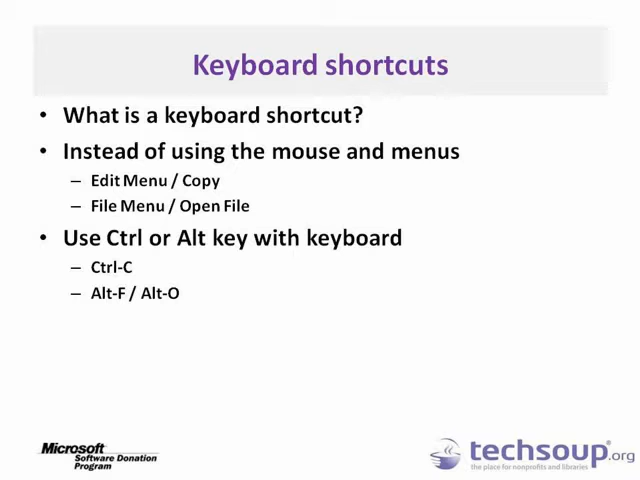 Keyboard shortcuts
• What is a keyboard shortcut?
• Instead of using the mouse and menus
– Edit Menu / Copy
– File Menu / Open File
• Use Ctrl or Alt key with keyboard
– Ctrl-C
– Alt-F / Alt-O
Microsoft
Software Donation
Program
techsoup®.org
the place for nonprofits and libraries